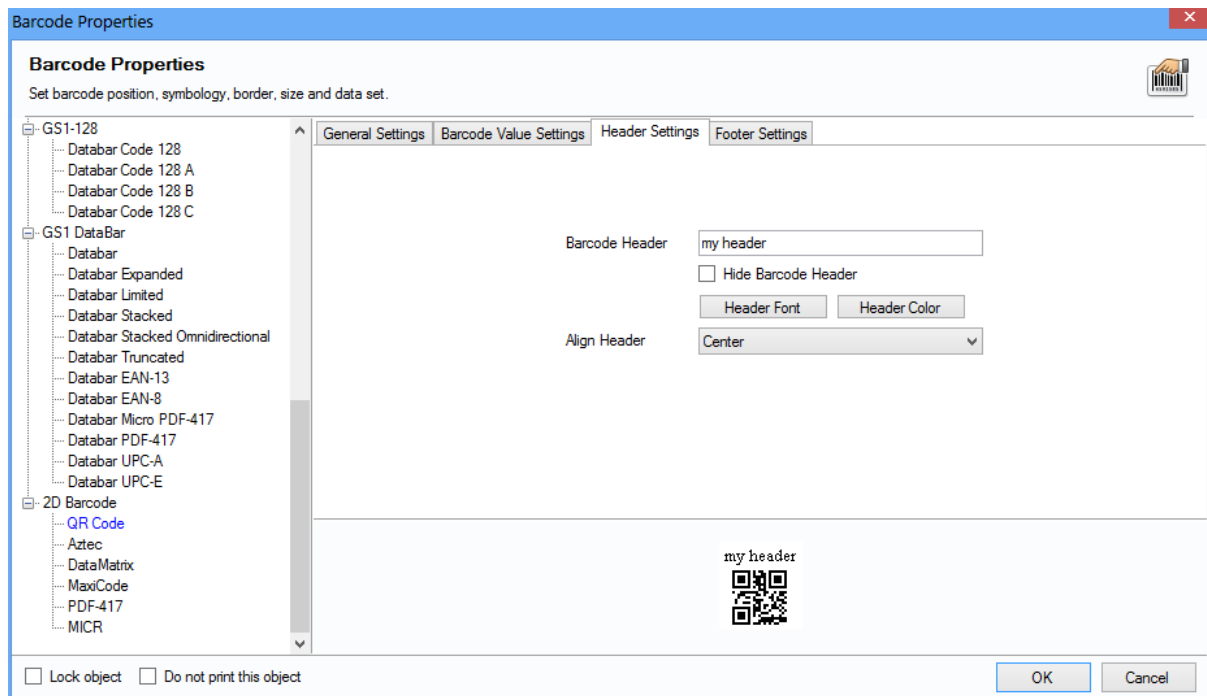 Barcode Properties
Barcode Properties
Set barcode position, symbology, border, size and data set.
GS1-128
Databar Code 128
Databar Code 128 A
Databar Code 128 B
Databar Code 128 C
GS1 DataBar
Databar
Databar Expanded
Databar Limited
Databar Stacked
Databar Stacked Omnidirectional
Databar Truncated
Databar EAN-13
Databar EAN-8
Databar Micro PDF-417
Databar PDF-417
Databar UPC-A
Databar UPC-E
2D Barcode
QR Code
Aztec
DataMatrix
MaxiCode
PDF-417
MICR
General Settings Barcode Value Settings Header Settings Footer Settings
Barcode Header my header
Hide Barcode Header
Header Font Header Color
Align Header Center
my header
Lock object Do not print this object OK Cancel